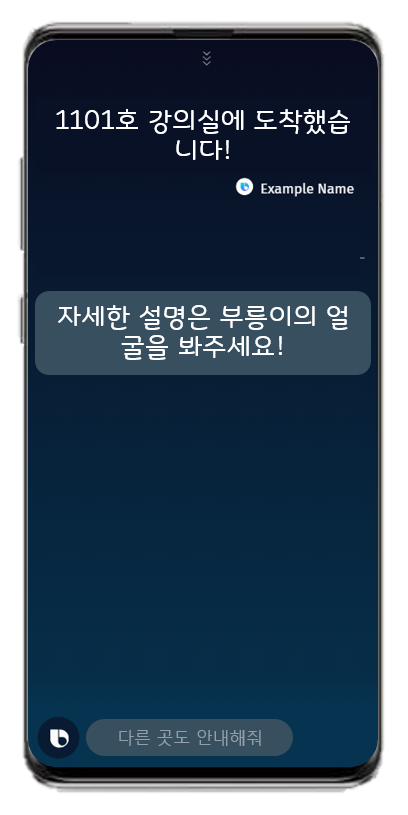 1101호 강의실에 도착했습
니다!
Example Name
-
자세한 설명은 부릉이의 얼
굴을 봐주세요!
다른 곳도 안내해줘